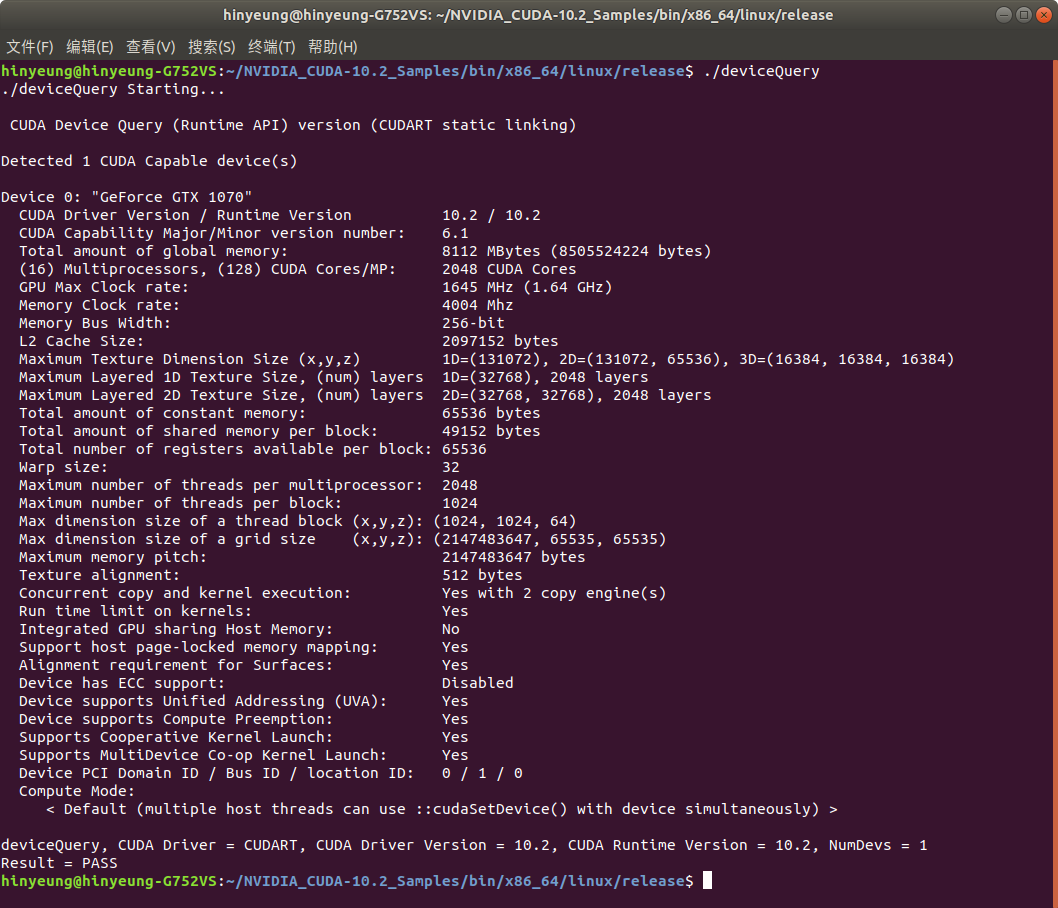 hinyeung@hinyeung-G752VS: ~/NVIDIA_CUDA-10.2_Samples/bin/x86_64/linux/release
文件(F) 编辑(E) 查看(V) 搜索(S) 终端(T) 帮助(H)
hinyeung@hinyeung-G752VS:~/NVIDIA_CUDA-10.2_Samples/bin/x86_64/linux/release$ ./deviceQuery
./deviceQuery Starting...
CUDA Device Query (Runtime API) version (CUDART static linking)
Detected 1 CUDA Capable device(s)
Device 0: "GeForce GTX 1070"
CUDA Driver Version / Runtime Version 10.2 / 10.2
CUDA Capability Major/Minor version number: 6.1
Total amount of global memory: 8112 MBytes (8505524224 bytes)
(16) Multiprocessors, (128) CUDA Cores/MP: 2048 CUDA Cores
GPU Max Clock rate: 1645 MHz (1.64 GHz)
Memory Clock rate: 4004 Mhz
Memory Bus Width: 256-bit
L2 Cache Size: 2097152 bytes
Maximum Texture Dimension Size (x,y,z) 1D=(131072), 2D=(131072, 65536), 3D=(16384, 16384, 16384)
Maximum Layered 1D Texture Size, (num) layers 1D=(32768), 2048 layers
Maximum Layered 2D Texture Size, (num) layers 2D=(32768, 32768), 2048 layers
Total amount of constant memory: 65536 bytes
Total amount of shared memory per block: 49152 bytes
Total number of registers available per block: 65536
Warp size: 32
Maximum number of threads per multiprocessor: 2048
Maximum number of threads per block: 1024
Max dimension size of a thread block (x,y,z): (1024, 1024, 64)
Max dimension size of a grid size (x,y,z): (2147483647, 65535, 65535)
Maximum memory pitch: 2147483647 bytes
Texture alignment: 512 bytes
Concurrent copy and kernel execution: Yes with 2 copy engine(s)
Run time limit on kernels: Yes
Integrated GPU sharing Host Memory: No
Support host page-locked memory mapping: Yes
Alignment requirement for Surfaces: Yes
Device has ECC support: Disabled
Device supports Unified Addressing (UVA): Yes
Device supports Compute Preemption: Yes
Supports Cooperative Kernel Launch: Yes
Supports MultiDevice Co-op Kernel Launch: Yes
Device PCI Domain ID / Bus ID / location ID: 0 / 1 / 0
Compute Mode:
< Default (multiple host threads can use ::cudaSetDevice() with device simultaneously) >
deviceQuery, CUDA Driver = CUDART, CUDA Driver Version = 10.2, CUDA Runtime Version = 10.2, NumDevs = 1
Result = PASS
hinyeung@hinyeung-G752VS:~/NVIDIA_CUDA-10.2_Samples/bin/x86_64/linux/release$